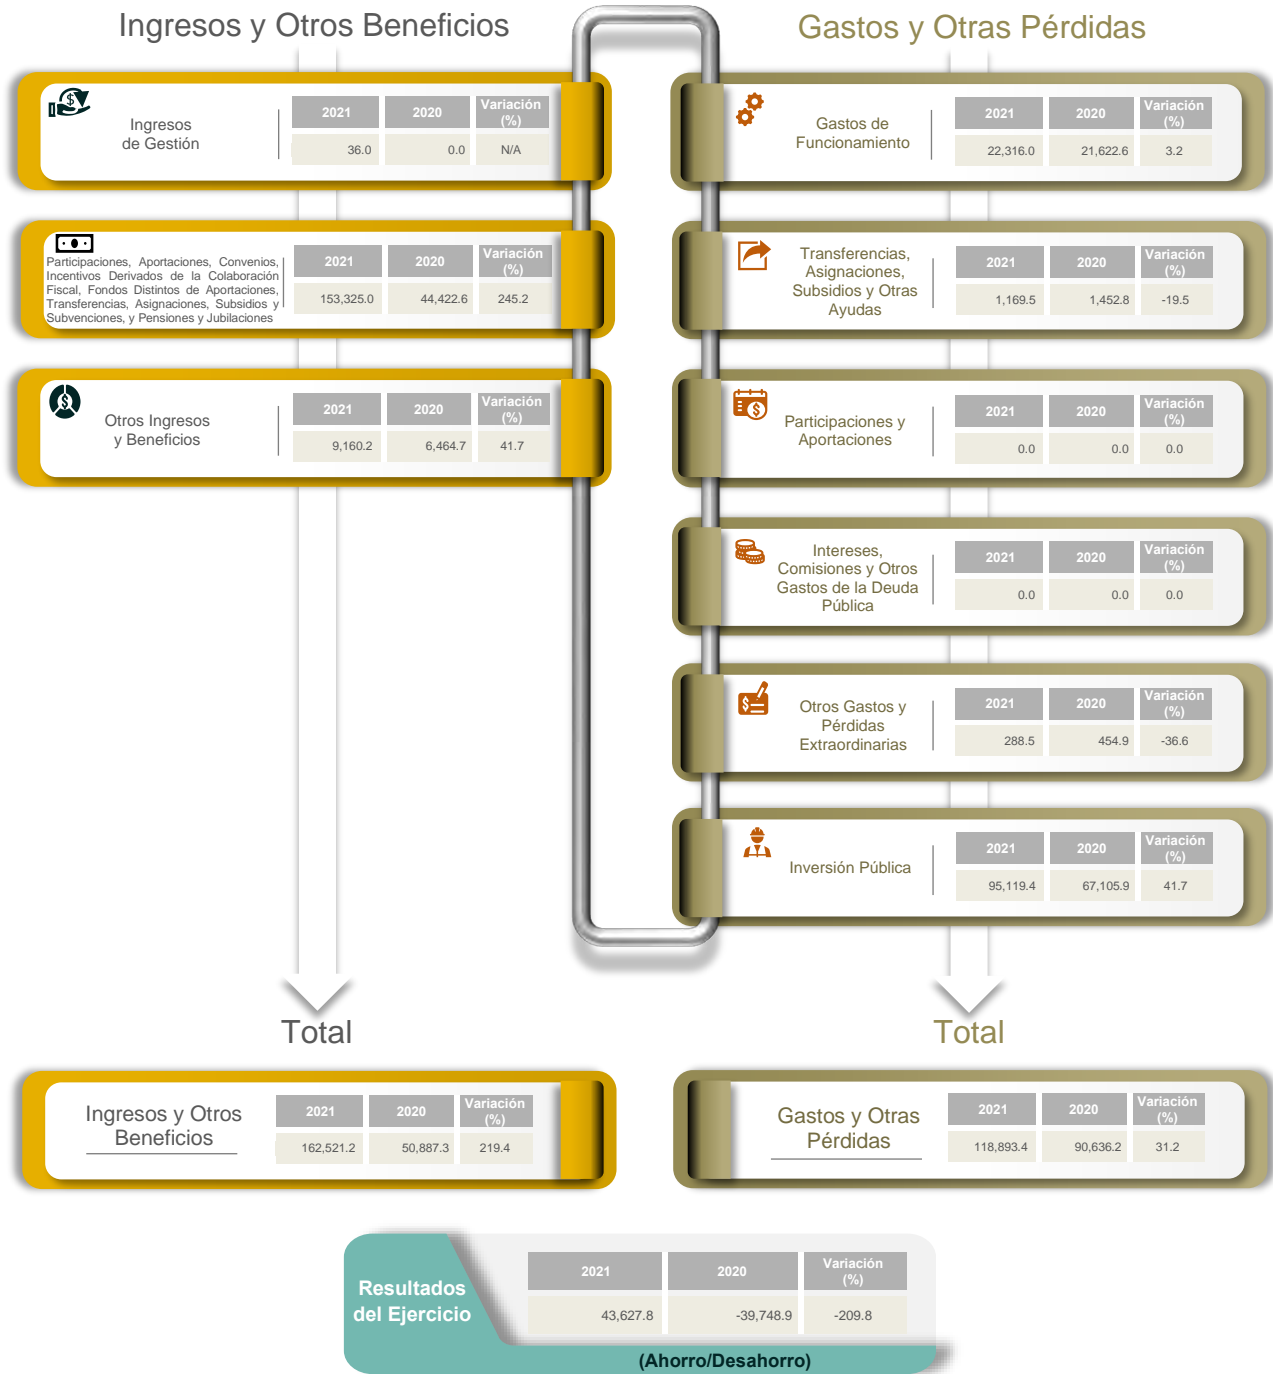 Ingresos y Otros Beneficios
Ingresos
de Gestión
2021 2020 Variación (%)
36.0 0.0 N/A
Participaciones, Aportaciones, Convenios,
Incentivos Derivados de la Colaboración
Fiscal, Fondos Distintos de Aportaciones,
Transferencias, Asignaciones, Subsidios y
Subvenciones, y Pensiones y Jubilaciones
2021 2020 Variación (%)
153,325.0 44,422.6 245.2
Otros Ingresos
y Beneficios
2021 2020 Variación (%)
9,160.2 6,464.7 41.7
Total
Ingresos y Otros
Beneficios
2021 2020 Variación (%)
162,521.2 50,887.3 219.4
Gastos y Otras Pérdidas
Gastos de
Funcionamiento
2021 2020 Variación (%)
22,316.0 21,622.6 3.2
Transferencias,
Asignaciones,
Subsidios y Otras
Ayudas
2021 2020 Variación (%)
1,169.5 1,452.8 -19.5
Participaciones y
Aportaciones
2021 2020 Variación (%)
0.0 0.0 0.0
Intereses,
Comisiones y Otros
Gastos de la Deuda
Pública
2021 2020 Variación (%)
0.0 0.0 0.0
Otros Gastos y
Pérdidas
Extraordinarias
2021 2020 Variación (%)
288.5 454.9 -36.6
Inversión Pública
2021 2020 Variación (%)
95,119.4 67,105.9 41.7
Total
Gastos y Otras
Pérdidas
2021 2020 Variación (%)
118,893.4 90,636.2 31.2
Resultados
del Ejercicio
2021 2020 Variación (%)
43,627.8 -39,748.9 -209.8
(Ahorro/Desahorro)